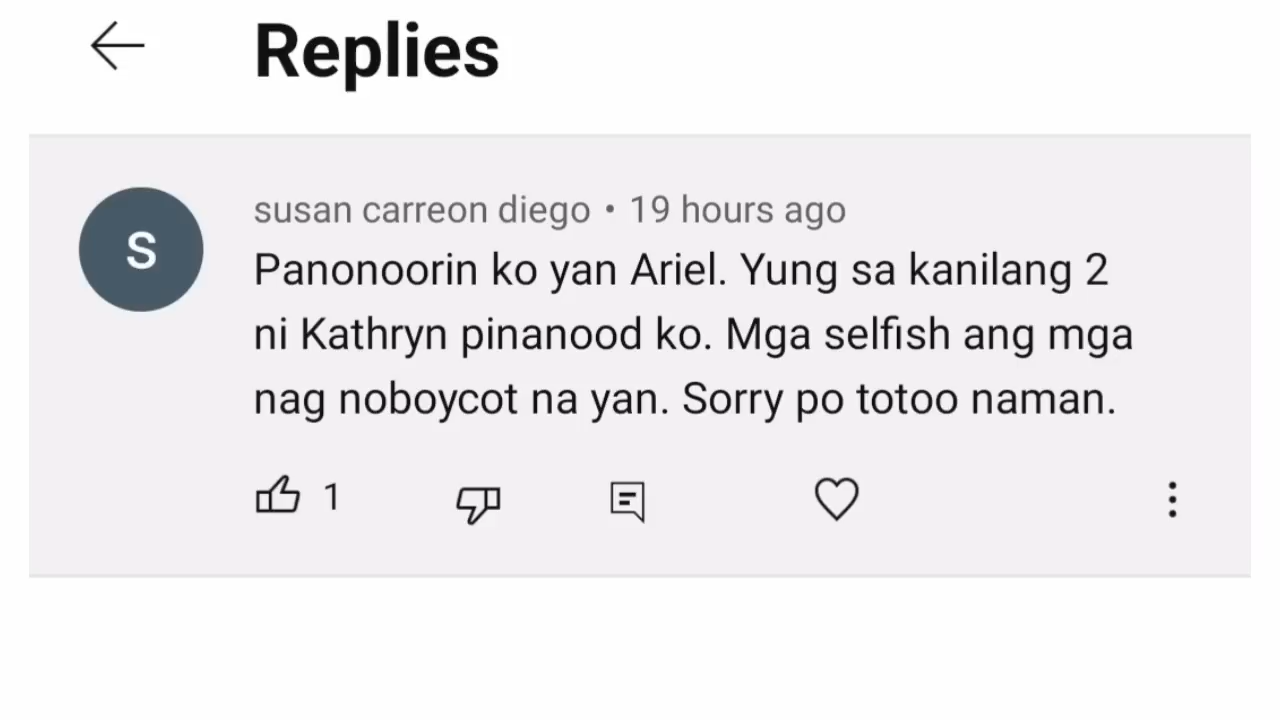 Replies
susan carreon diego • 19 hours ago
Panonoorin ko yan Ariel. Yung sa kanilang 2
ni Kathryn pinanood ko. Mga selfish ang mga
nag noboycot na yan. Sorry po totoo naman.
1